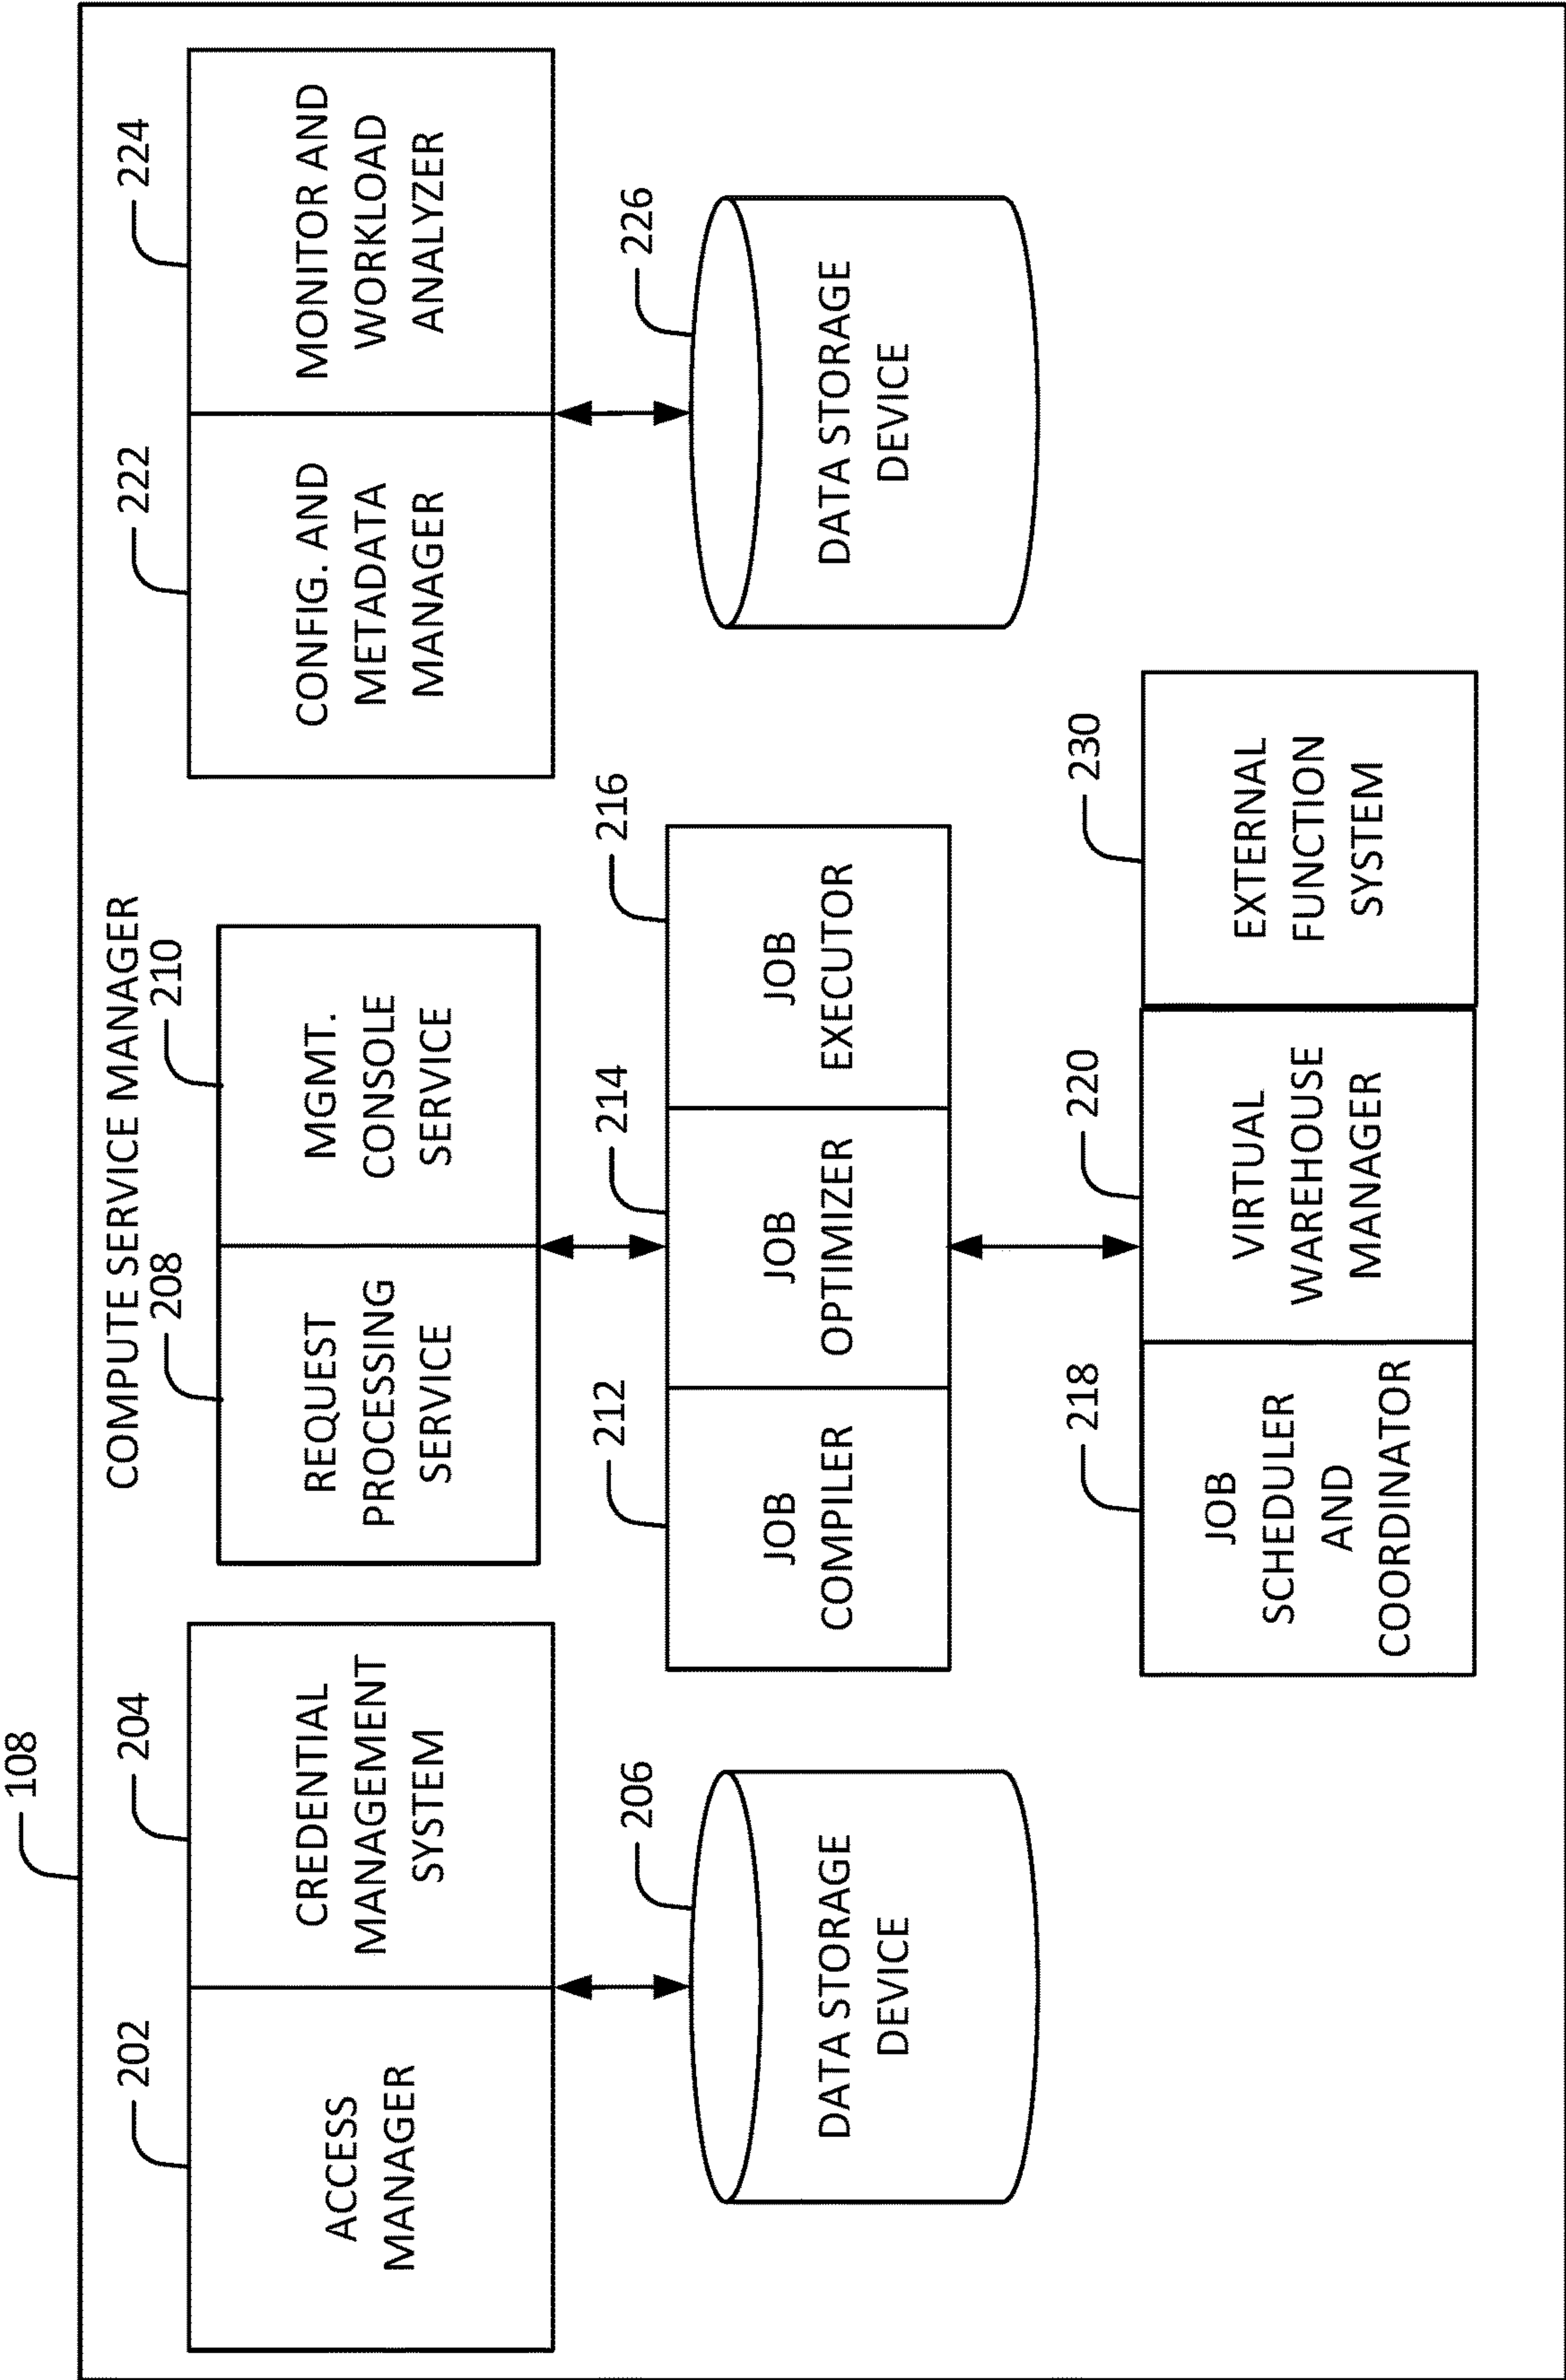 108
COMPUTE SERVICE MANAGER
202
ACCESS
MANAGER
204
CREDENTIAL
MANAGEMENT
SYSTEM
206
DATA STORAGE
DEVICE
208
REQUEST
PROCESSING
SERVICE
210
MGMT.
CONSOLE
SERVICE
212
JOB
COMPILER
214
JOB
OPTIMIZER
216
JOB
EXECUTOR
218
JOB
SCHEDULER
AND
COORDINATOR
220
VIRTUAL
WAREHOUSE
MANAGER
230
EXTERNAL
FUNCTION
SYSTEM
222
CONFIG. AND
METADATA
MANAGER
224
MONITOR AND
WORKLOAD
ANALYZER
226
DATA STORAGE
DEVICE